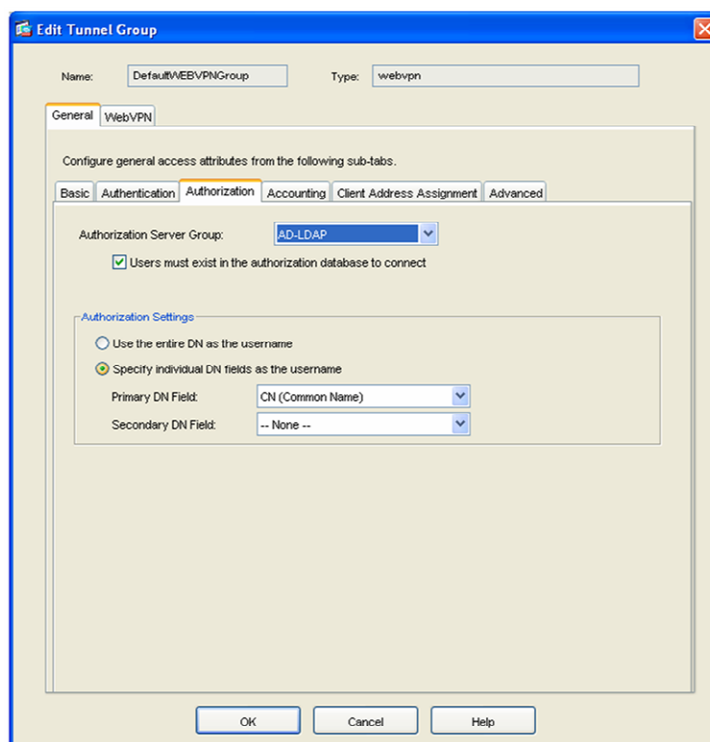 Edit Tunnel Group
Name: DefaultWEBVPNGroup Type: webvpn
General WebVPN
Configure general access attributes from the following sub-tabs.
Basic Authentication Authorization Accounting Client Address Assignment Advanced
Authorization Server Group: AD-LDAP
Users must exist in the authorization database to connect
Authorization Settings
Use the entire DN as the username
Specify individual DN fields as the username
Primary DN Field: CN (Common Name)
Secondary DN Field: -- None --
OK Cancel Help